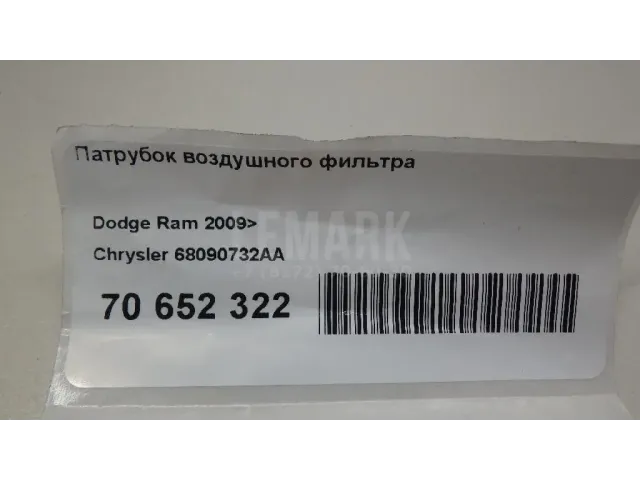 Патрубок воздушного фильтра
Dodge Ram 2009>
Chrysler 68090732AA
70 652 322